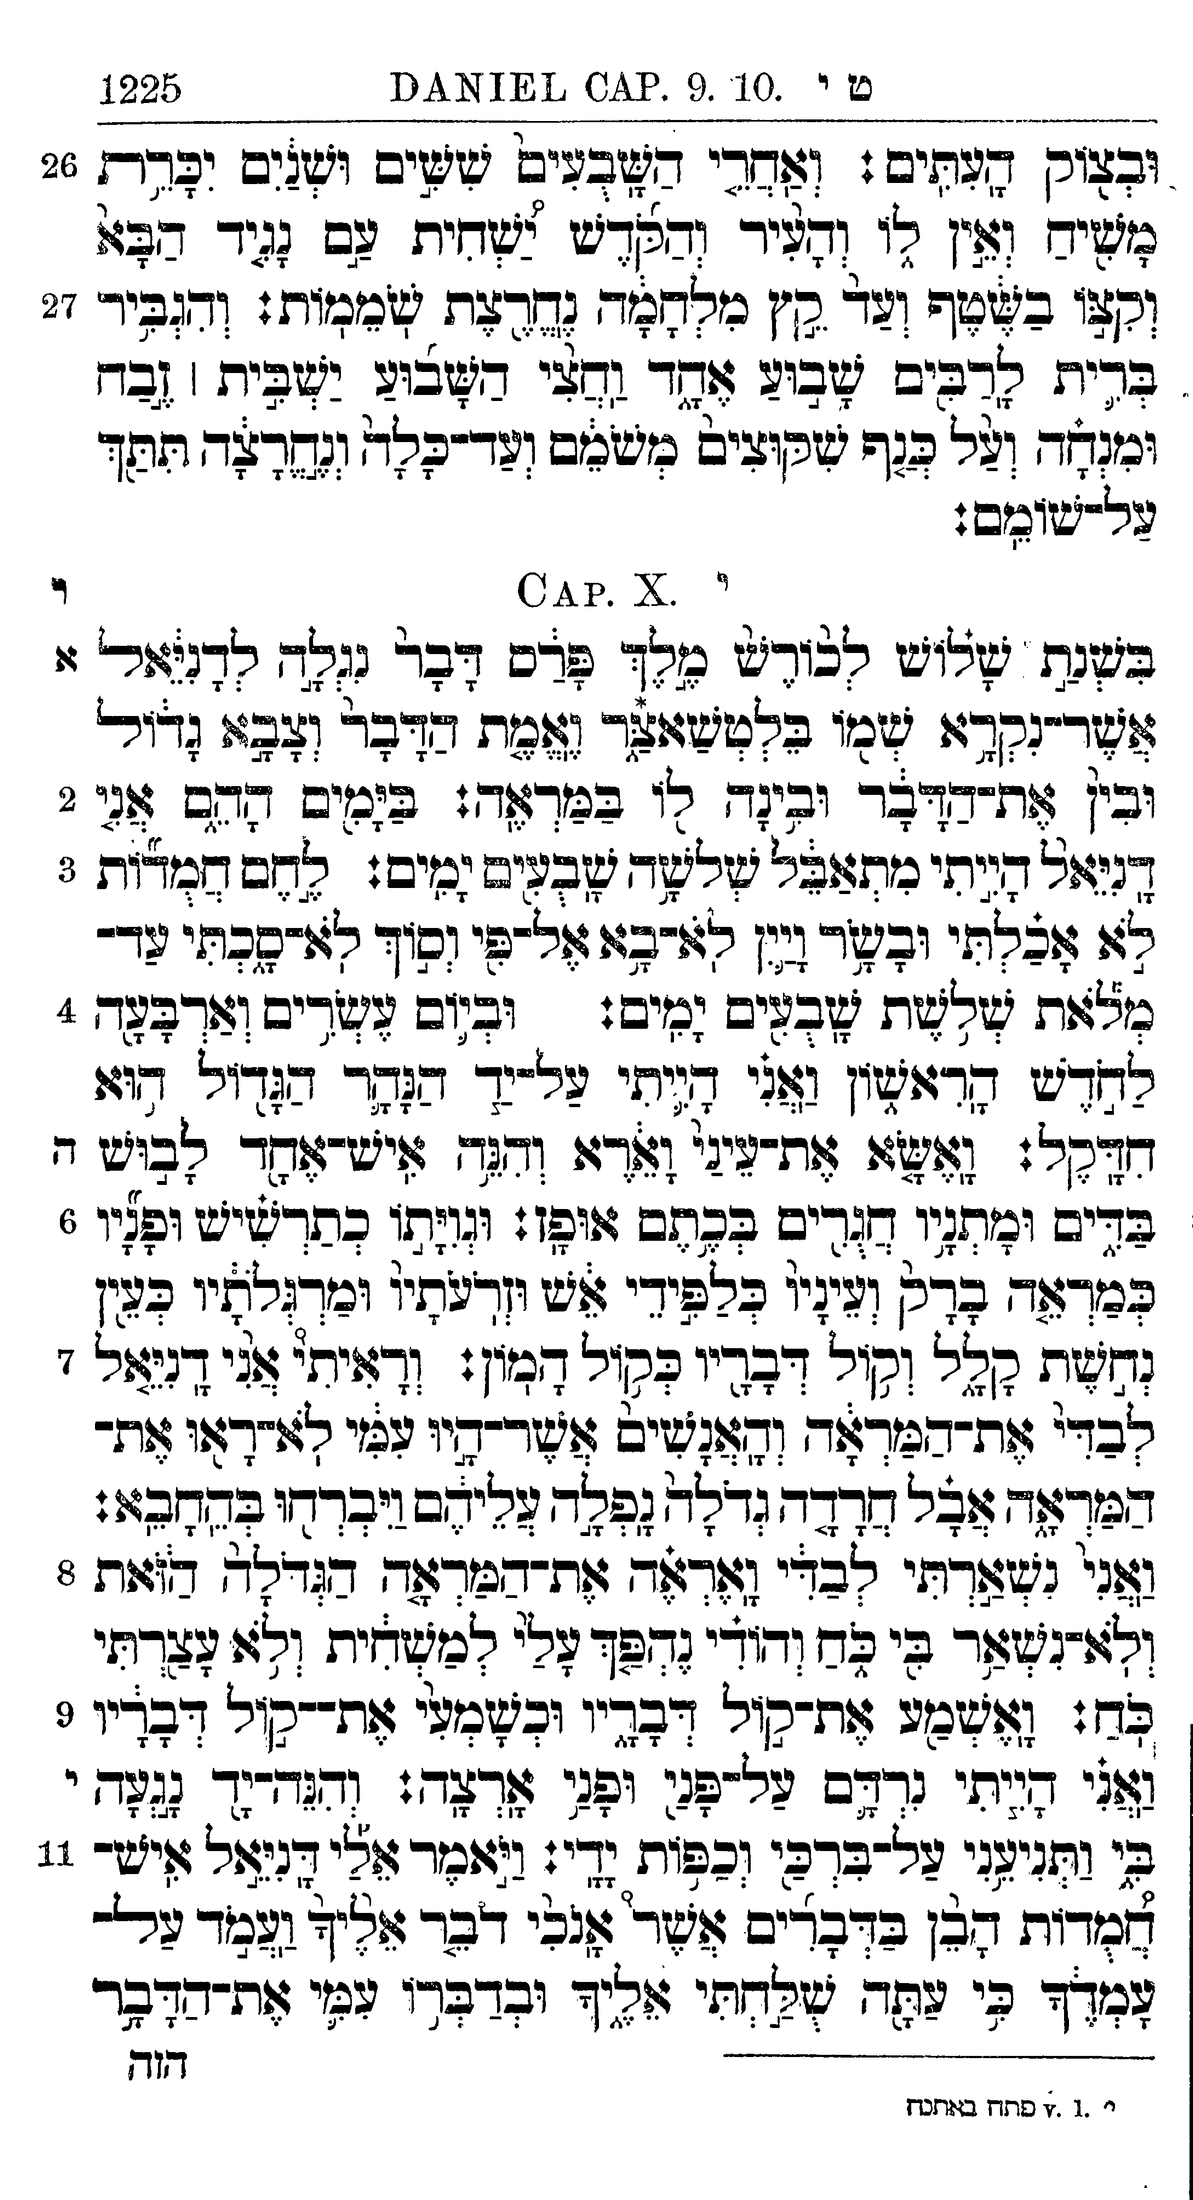 1225 DANIEL CAP. 9. 10. ט י
26 וּבְצ֖וֹק הָֽעִתִּֽים׃ וְאַֽחֲרֵ֤י הַשָּֽׁבְעִים֙ שִׁשִּׁ֣ים וּשְׁנַ֔יִם יִכָּרֵ֥ת
מָשִׁ֖יחַ וְאֵ֣ין ל֑וֹ וְהָעִ֨יר וְהַקֹּ֜דֶשׁ יַ֠שְׁחִית עַ֣ם נָגִ֤יד הַבָּא֙
27 וְקִצּ֣וֹ בַשֶּׁ֔טֶף וְעַד֙ קֵ֣ץ מִלְחָמָ֔ה נֶֽחֱרֶ֖צֶת שֹֽׁמֵמֽוֹת׃ וְהִגְבִּ֥יר
בְּרִ֛ית לָֽרַבִּ֖ים שָׁב֣וּעַ אֶחָ֑ד וַֽחֲצִ֨י הַשָּׁב֜וּעַ יַשְׁבִּ֣ית ׀ זֶ֣בַח
וּמִנְחָ֗ה וְעַ֨ל כְּנַ֤ף שִׁקּוּצִים֙ מְשֹׁמֵ֔ם וְעַד־כָּלָה֙ וְנֶ֣חֱרָצָ֔ה תִּתַּ֖ךְ
עַל־שׁוֹמֵֽם׃
י CAP. X. י
א בִּשְׁנַ֣ת שָׁל֗וֹשׁ לְכ֨וֹרֶשׁ֙ מֶ֣לֶךְ פָּרַ֔ס דָּבָר֙ נִגְלָ֣ה לְדָֽנִיֵּ֔אל
אֲשֶׁר־נִקְרָ֥א שְׁמ֖וֹ בֵּלְטְשַׁאצַּ֑ר* וֶֽאֱמֶ֤ת הַדָּבָר֙ וְצָבָ֣א גָד֔וֹל
2 וּבִין֙ אֶת־הַדָּבָ֔ר וּבִ֥ינָה ל֖וֹ בַּמַּרְאֶֽה׃ בַּיָּמִ֖ים הָהֵ֑ם אֲנִ֤י
3 דָֽנִיֵּאל֙ הָיִ֣יתִי מִתְאַבֵּ֔ל שְׁלֹשָׁ֥ה שָֽׁבְעִ֖ים יָמִֽים׃ לֶ֣חֶם חֲמֻד֞וֹת
לֹ֣א אָכַ֗לְתִּי וּבָשָׂ֥ר וָיַ֛יִן לֹא־בָ֥א אֶל־פִּ֖י וְס֣וֹךְ לֹא־סָ֑כְתִּי עַד־
4 מְלֹ֕את שְׁלֹ֥שֶׁת שָֽׁבְעִ֖ים יָמִֽים׃ וּבְי֛וֹם עֶשְׂרִ֥ים וְאַרְבָּעָ֖ה
לַחֹ֣דֶשׁ הָֽרִאשׁ֑וֹן וַֽאֲנִ֗י הָיִ֛יתִי עַל־יַ֧ד הַנָּהָ֛ר הַגָּד֖וֹל ה֥וּא
ה חִדָּֽקֶל׃ וָֽאֶשָּׂ֤א אֶת־עֵינַי֙ וָאֵ֔רֶא וְהִנֵּ֥ה אִֽישׁ־אֶחָ֖ד לָב֣וּשׁ
6 בַּדִּ֑ים וּמָתְנָ֥יו חֲגֻרִ֖ים בְּכֶ֥תֶם אוּפָֽז׃ וּגְוִיָּת֣וֹ כְתַרְשִׁ֗ישׁ וּפָנָ֞יו
כְּמַרְאֵ֤ה בָרָק֙ וְעֵינָיו֙ כְּלַפִּ֣ידֵי אֵ֔שׁ וּזְרֹֽעֹתָיו֙ וּמַרְגְּלֹתָ֔יו כְּעֵ֖ין
7 נְחֹ֣שֶׁת קָלָ֑ל וְק֥וֹל דְּבָרָ֖יו כְּק֥וֹל הָמֽוֹן׃ וְרָאִיתִי֩ אֲנִ֨י דָֽנִיֵּ֤אל
לְבַדִּי֙ אֶת־הַמַּרְאָ֔ה וְהָֽאֲנָשִׁים֙ אֲשֶׁר־הָי֣וּ עִמִּ֔י לֹֽא־רָא֖וּ אֶת־
הַמַּרְאָ֑ה אֲבָ֗ל חֲרָדָ֤ה גְדֹלָה֙ נָֽפְלָ֣ה עֲלֵיהֶ֔ם וַיִּבְרְח֖וּ בְּהֵחָבֵֽא׃
8 וַֽאֲנִי֙ נִשְׁאַ֣רְתִּי לְבַדִּ֔י וָֽאֶרְאֶ֗ה אֶת־הַמַּרְאָ֤ה הַגְּדֹלָה֙ הַזֹּ֔את
וְלֹ֥א־נִשְׁאַ֖ר בִּ֣י כֹּ֑חַ וְהוֹדִ֗י נֶהְפַּ֤ךְ עָלַי֙ לְמַשְׁחִ֔ית וְלֹ֥א עָצַ֖רְתִּי
9 כֹּֽחַ׃ וָֽאֶשְׁמַ֖ע אֶת־ק֣וֹל דְּבָרָ֑יו וּכְשָׁמְעִ֨י אֶת־ק֣וֹל דְּבָרָ֔יו
י וַֽאֲנִ֗י הָיִ֛יתִי נִרְדָּ֥ם עַל־פָּנַ֖י וּפָנַ֥י אָֽרְצָה׃ וְהִנֵּה־יָ֖ד נָ֣גְעָה
11 בִּ֑י וַתְּנִיעֵ֥נִי עַל־בִּרְכַּ֖י וְכַפּ֥וֹת יָדָֽי׃ וַיֹּ֣אמֶר אֵלַ֡י דָּֽנִיֵּ֣אל אִישׁ־
חֲ֠מֻדוֹת הָבֵ֨ן בַּדְּבָרִ֜ים אֲשֶׁר֩ אָֽנֹכִ֨י דֹבֵ֤ר אֵלֶ֨יךָ֙ וַֽעֲמֹ֣ד עַל־
עָמְדֶ֔ךָ כִּ֥י עַתָּ֖ה שֻׁלַּ֣חְתִּי אֵלֶ֑יךָ וּבְדַבְּר֥וֹ עִמִּ֛י אֶת־הַדָּבָ֥ר
הזה
v. 1. פתח באתנח